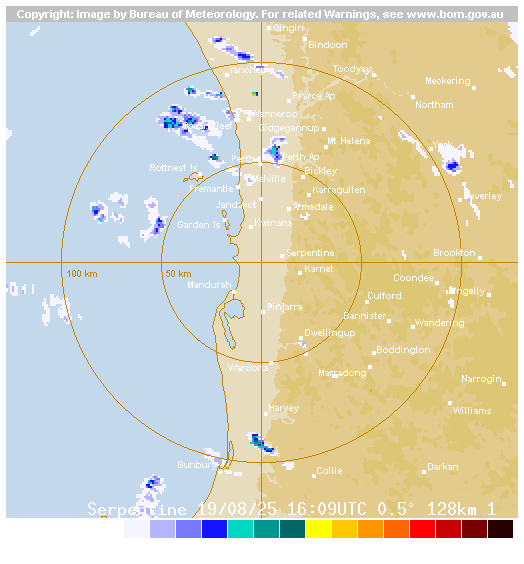 Copyright: Image by Bureau of Meteorology. For related Warnings, see www.bom.gov.au
Gingin
Bindoon
Yanchep
Toodyay
Meckering
Pearce Ap
Northam
Wanneroo
Gidgegannup
Mt Helena
York
Perth
Perth Ap
Rottnest Is
Bickley
Melville
Fremantle
Karragullen
Beverley
Jandakot
Armadale
Garden Is
Kwinana
Serpentine
Brookton
100 km
50 km
Karnet
Coondee
Mandurah
Culford
Pingelly
Pinjarra
Bannister
Wandering
Dwellingup
Boddington
Waroona
Marradong
Narrogin
Harvey
Williams
Bunbury
Collie
Darkan
Serpentine 19/08/25 16:09UTC 0.5° 128km 1